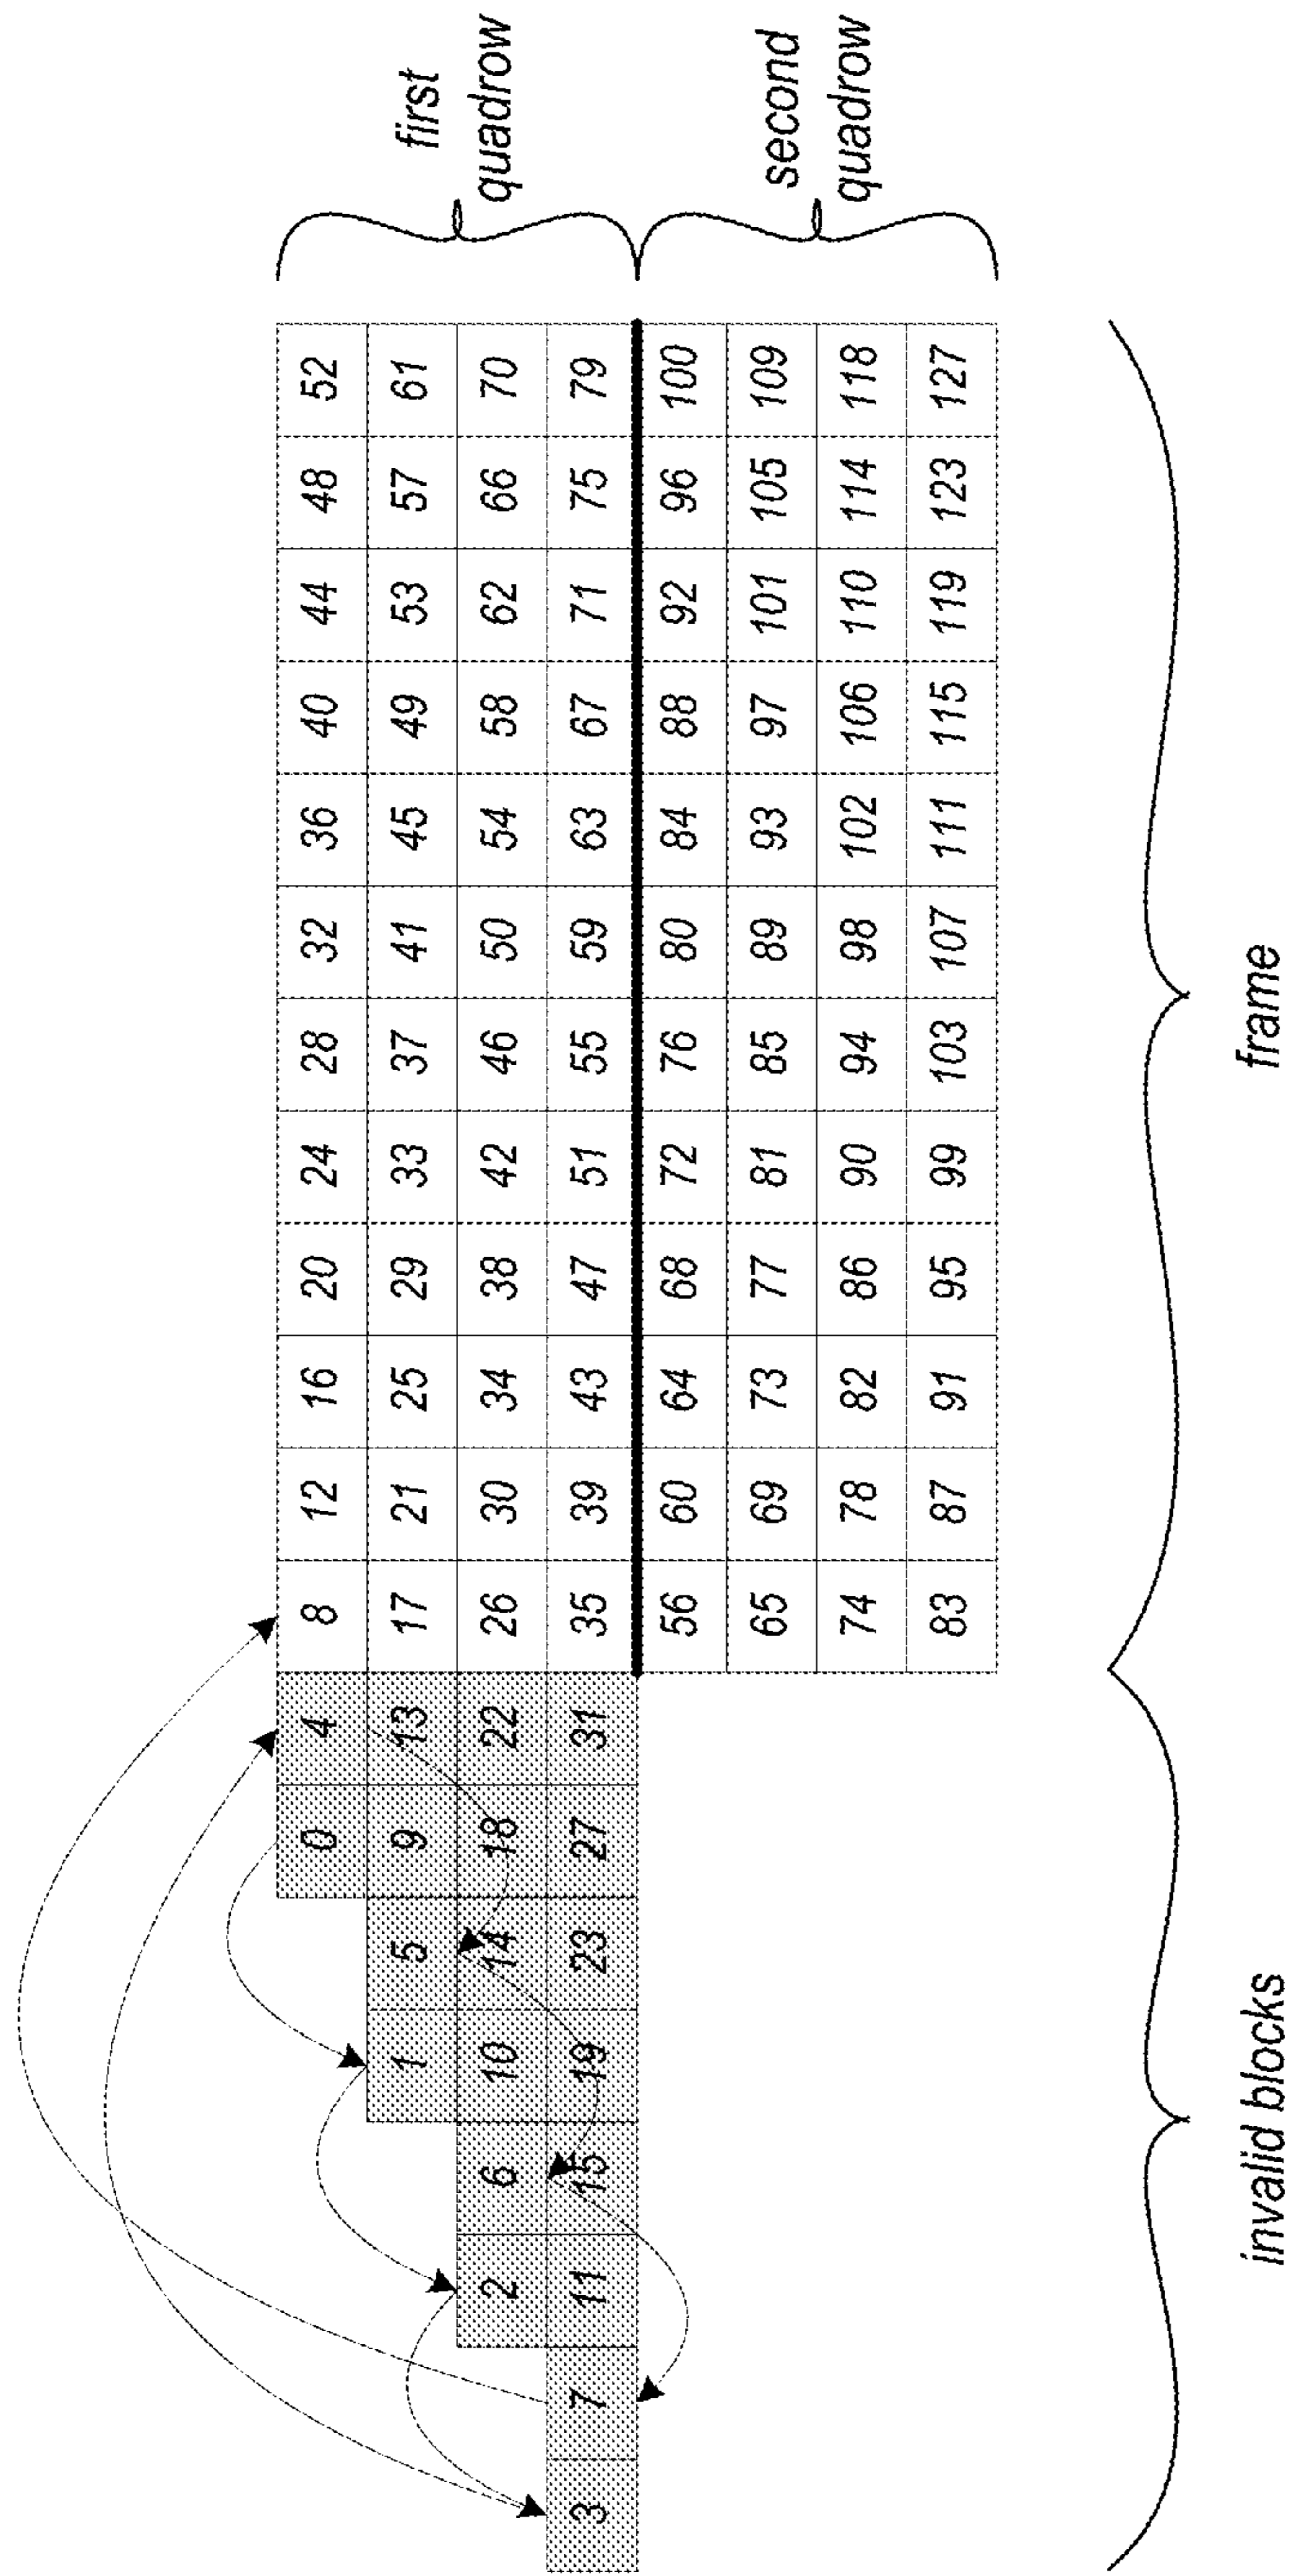 0 4 8 12 16 20 24 28 32 36 40 44 48 52
1 5 9 13 17 21 25 29 33 37 41 45 49 53 57 61
2 6 10 14 18 22 26 30 34 38 42 46 50 54 58 62 66 70
3 7 11 15 19 23 27 31 35 39 43 47 51 55 59 63 67 71 75 79
first
quadrow
56 60 64 68 72 76 80 84 88 92 96 100
65 69 73 77 81 85 89 93 97 101 105 109
74 78 82 86 90 94 98 102 106 110 114 118
83 87 91 95 99 103 107 111 115 119 123 127
second
quadrow
invalid blocks
frame